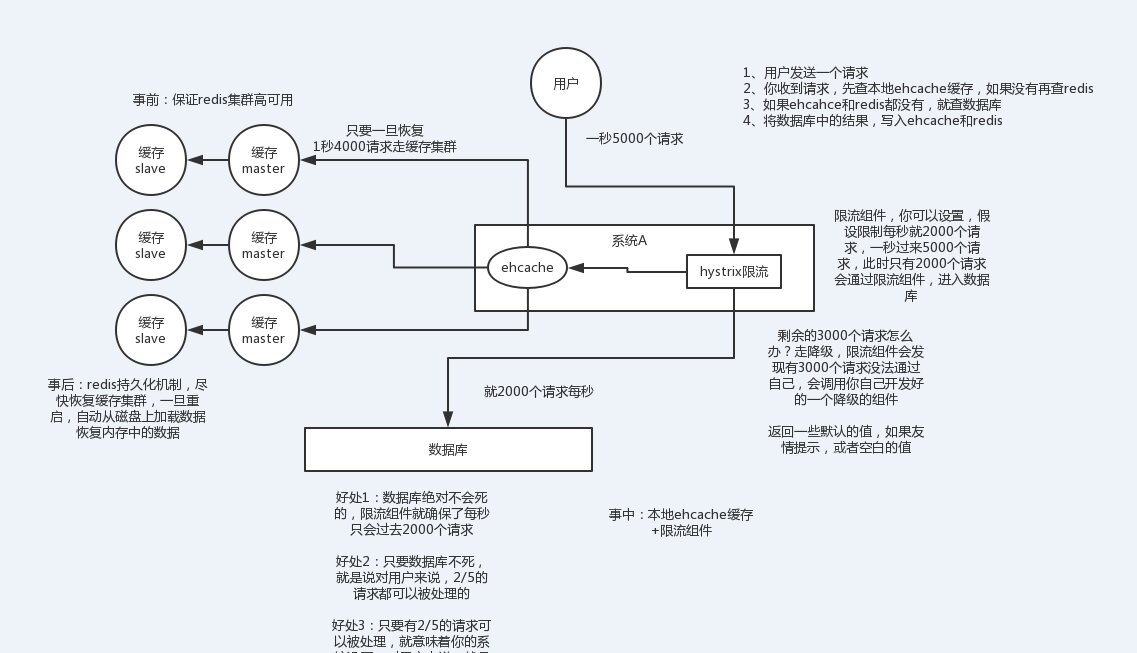 用户
1、用户发送一个请求
2、你收到请求，先查本地ehcache缓存，如果没有再查redis
3、如果ehcahce和redis都没有，就查数据库
4、将数据库中的结果，写入ehcache和redis
事前：保证redis集群高可用
只要一旦恢复
1秒4000请求走缓存集群
一秒5000个请求
缓存
slave
缓存
master
缓存
slave
缓存
master
缓存
slave
缓存
master
系统A
ehcache
hystrix限流
限流组件，你可以设置，假
设限制每秒就2000个请
求，一秒过来5000个请
求，此时只有2000个请求
会通过限流组件，进入数据
库
剩余的3000个请求怎么
办？走降级，限流组件会发
现有3000个请求没法通过
自己，会调用你自己开发好
的一个降级的组件
返回一些默认的值，如果友
情提示，或者空白的值
事后：redis持久化机制，尽
快恢复缓存集群，一旦重
启，自动从磁盘上加载数据
恢复内存中的数据
就2000个请求每秒
数据库
好处1：数据库绝对不会死
的，限流组件就确保了每秒
只会过去2000个请求
好处2：只要数据库不死，
就是说对用户来说，2/5的
请求都可以被处理的
好处3：只要有2/5的请求可
以被处理，就意味着你的系
事中：本地ehcache缓存
+限流组件